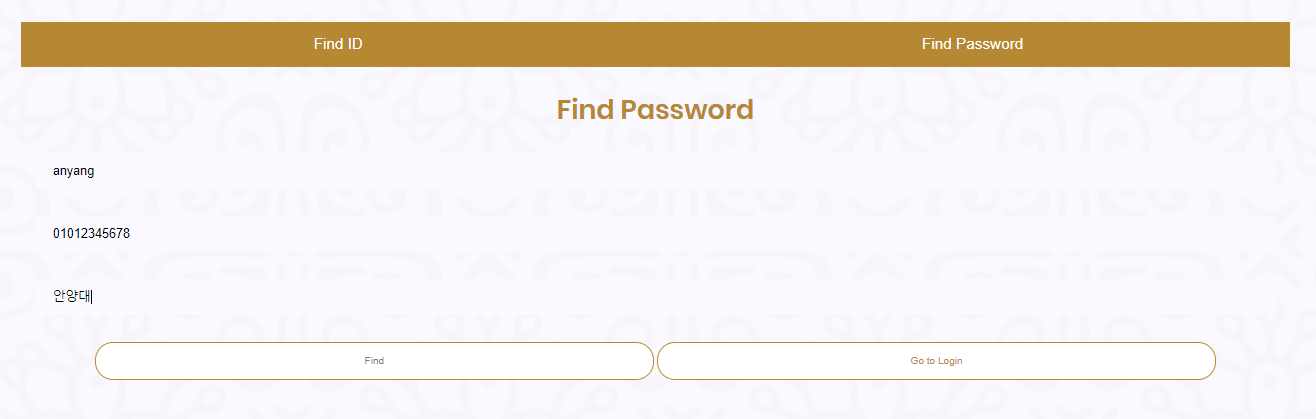 Find ID Find Password
Find Password
anyang
01012345678
안양대
Find Go to Login